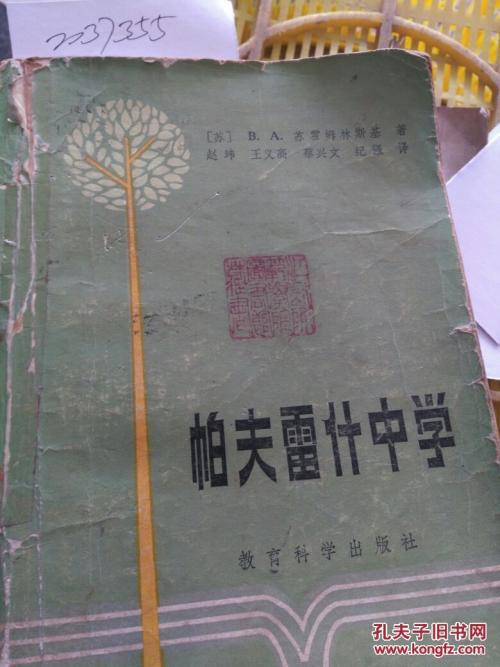 2237355
[苏] B. A. 苏霍姆林斯基 著
赵玮 王义高 蔡兴文 纪强 译
帕夫雷什中学
教育科学出版社
孔夫子旧书网
www.kongfz.com